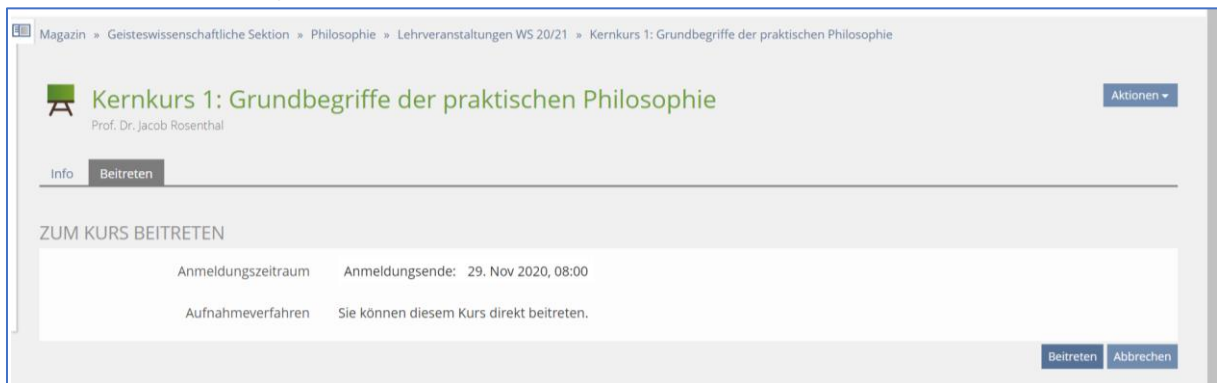 Magazin » Geisteswissenschaftliche Sektion » Philosophie » Lehrveranstaltungen WS 20/21 » Kernkurs 1: Grundbegriffe der praktischen Philosophie
Kernkurs 1: Grundbegriffe der praktischen Philosophie
Aktionen
Prof. Dr. Jacob Rosenthal
Info Beitreten
ZUM KURS BEITRETEN
Anmeldungszeitraum Anmeldungsende: 29. Nov 2020, 08:00
Aufnahmeverfahren Sie können diesem Kurs direkt beitreten.
Beitreten Abbrechen